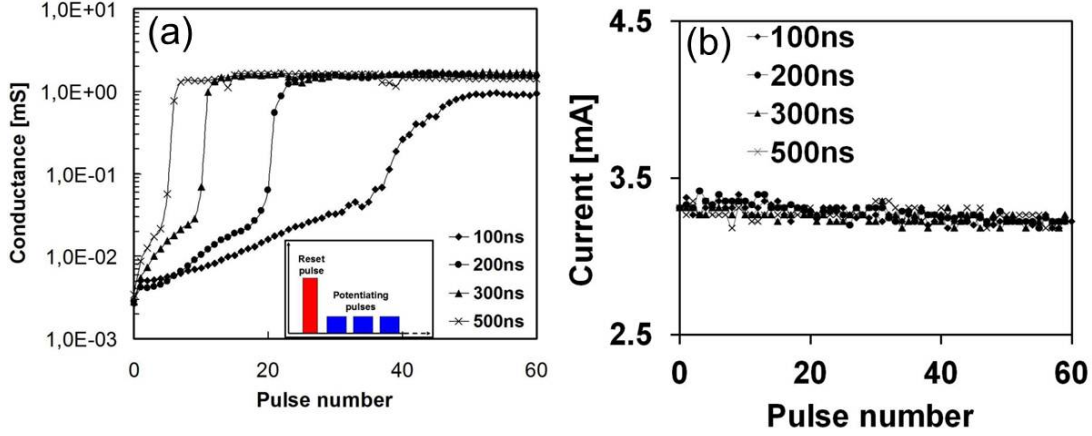 (a)
1,0E+01
1,0E+00
1,0E-01
1,0E-02
1,0E-03
Conductance [mS]
0
20
40
60
Pulse number
Reset
pulse
Potentiating
pulses
100ns
200ns
300ns
500ns
(b)
100ns
200ns
300ns
500ns
4.5
3.5
2.5
Current [mA]
0
20
40
60
Pulse number